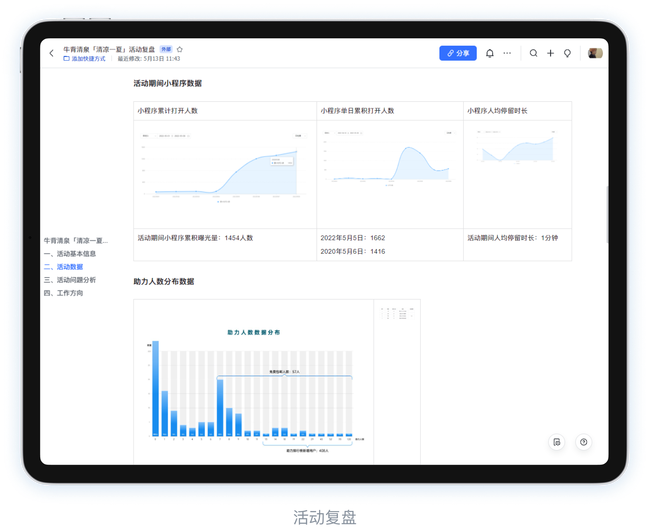 牛背清泉「清凉一夏」活动复盘 外部
添加快捷方式 最近修改: 5月13日 11:43
分享
活动期间小程序数据
小程序累计打开人数 小程序单日累积打开人数 小程序人均停留时长
活动期间小程序累积曝光量：1454人数 2022年5月5日：1662 活动期间人均停留时长：1分钟
2020年5月6日：1416
牛背清泉「清凉一夏...
一、活动基本信息
二、活动数据
三、活动问题分析
四、工作方向
助力人数分布数据
助力人数数据分布
活动复盘